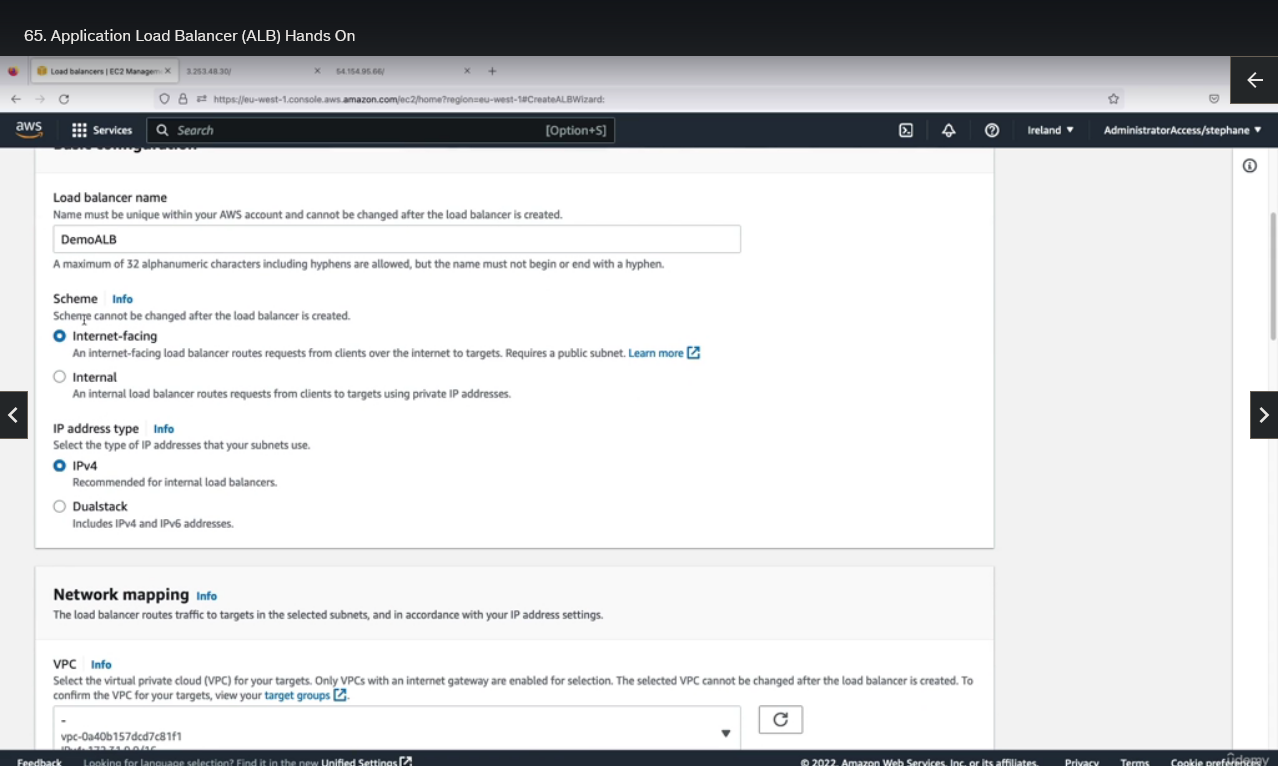 65. Application Load Balancer (ALB) Hands On
Load balancers | EC2 Managem
3.253.48.30/
54.154.95.66/
https://eu-west-1.console.aws.amazon.com/ec2/home?region=eu-west-1#CreateALBWizard:
aws
Services
Search
[Option+S]
Ireland
AdministratorAccess/stephane
Basic configuration
Load balancer name
Name must be unique within your AWS account and cannot be changed after the load balancer is created.
DemoALB
A maximum of 32 alphanumeric characters including hyphens are allowed, but the name must not begin or end with a hyphen.
Scheme Info
Scheme cannot be changed after the load balancer is created.
Internet-facing
An internet-facing load balancer routes requests from clients over the internet to targets. Requires a public subnet. Learn more
Internal
An internal load balancer routes requests from clients to targets using private IP addresses.
IP address type Info
Select the type of IP addresses that your subnets use.
IPv4
Recommended for internal load balancers.
Dualstack
Includes IPv4 and IPv6 addresses.
Network mapping Info
The load balancer routes traffic to targets in the selected subnets, and in accordance with your IP address settings.
VPC Info
Select the virtual private cloud (VPC) for your targets. Only VPCs with an internet gateway are enabled for selection. The selected VPC cannot be changed after the load balancer is created. To
confirm the VPC for your targets, view your target groups.
-
vpc-0a40b157dcd7c81f1
IPv4: 172.31.0.0/16
Feedback
Looking for language selection? Find it in the new Unified Settings
© 2022, Amazon Web Services, Inc. or its affiliates.
Privacy
Terms
Cookie preferences
ûdemy